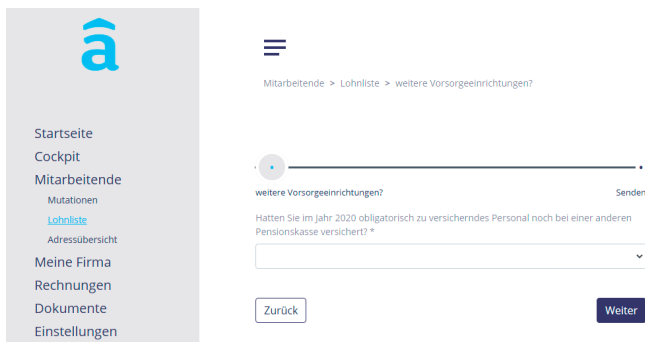 â
Startseite
Cockpit
Mitarbeitende
Mutationen
Lohnliste
Adressübersicht
Meine Firma
Rechnungen
Dokumente
Einstellungen
Mitarbeitende > Lohnliste > weitere Vorsorgeeinrichtungen?
weitere Vorsorgeeinrichtungen?
Senden
Hatten Sie im Jahr 2020 obligatorisch zu versicherndes Personal noch bei einer anderen
Pensionskasse versichert? *
Zurück
Weiter